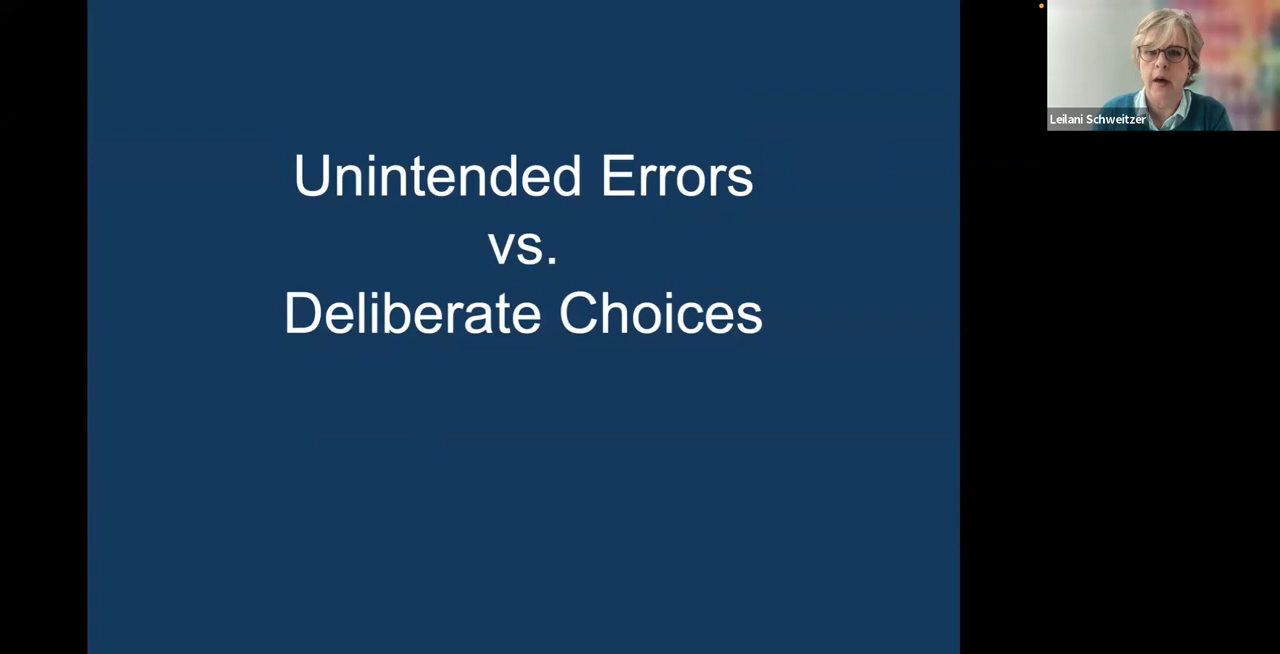 Unintended Errors
vs.
Deliberate Choices
Leilani Schweitzer